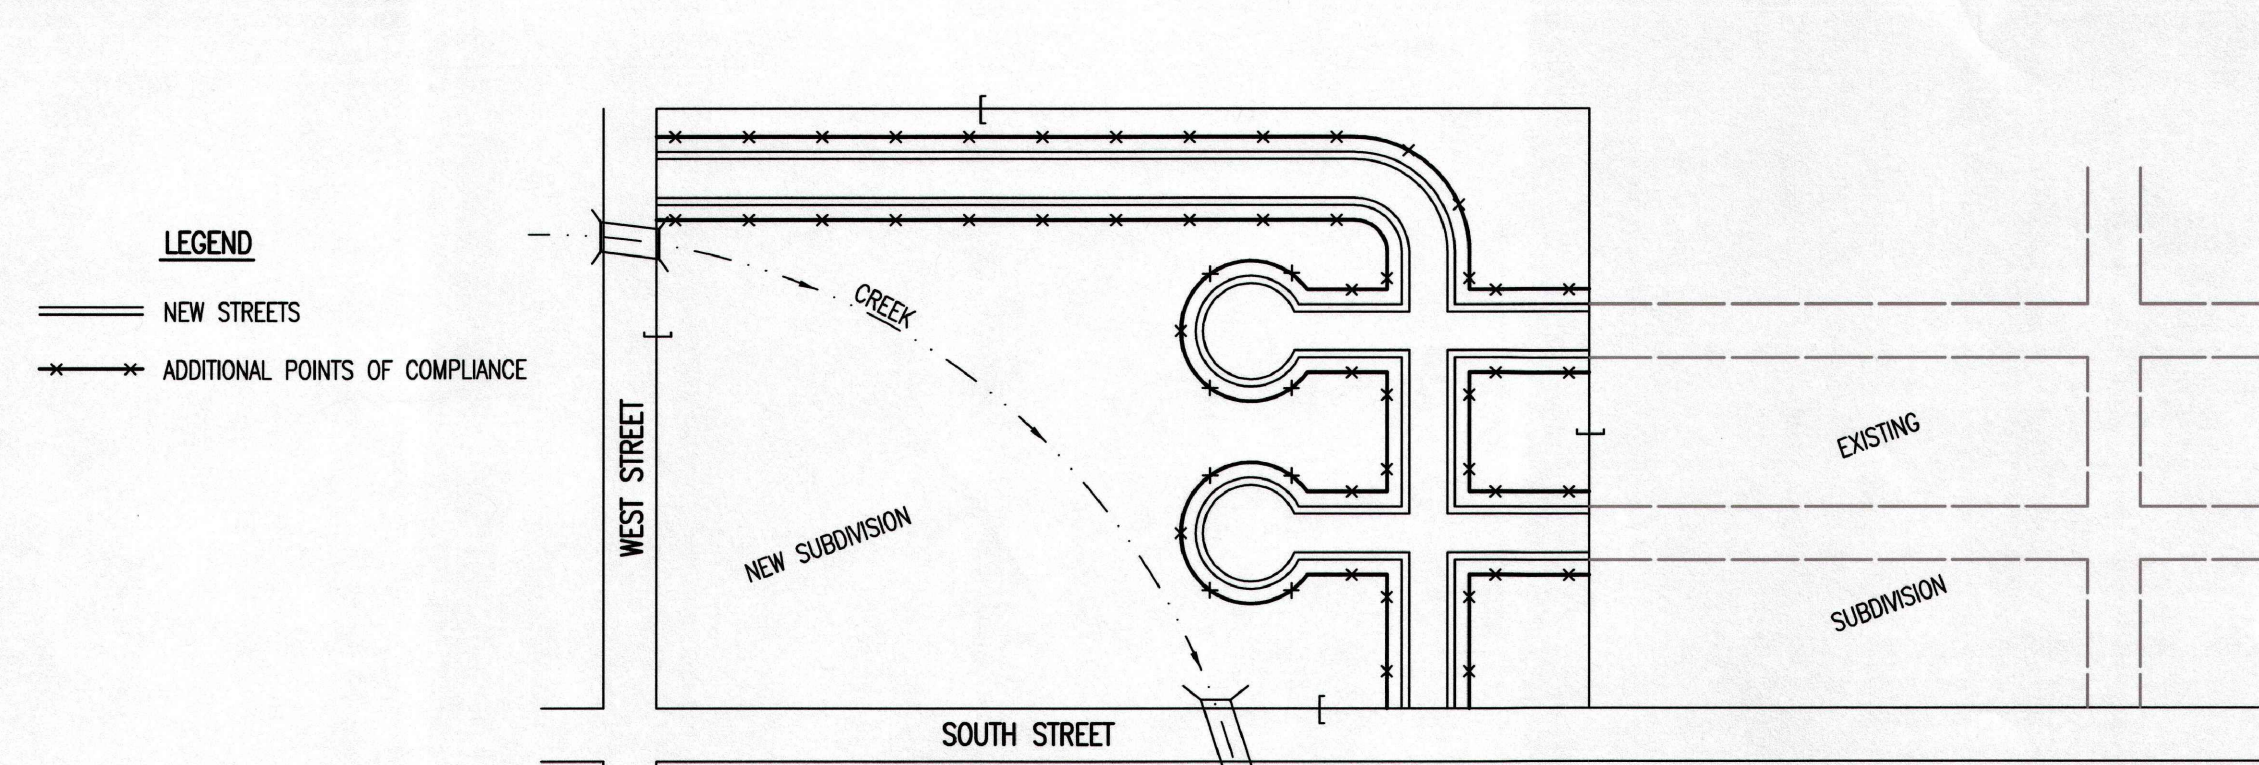 LEGEND
NEW STREETS
ADDITIONAL POINTS OF COMPLIANCE
WEST STREET
CREEK
NEW SUBDIVISION
SOUTH STREET
EXISTING
SUBDIVISION